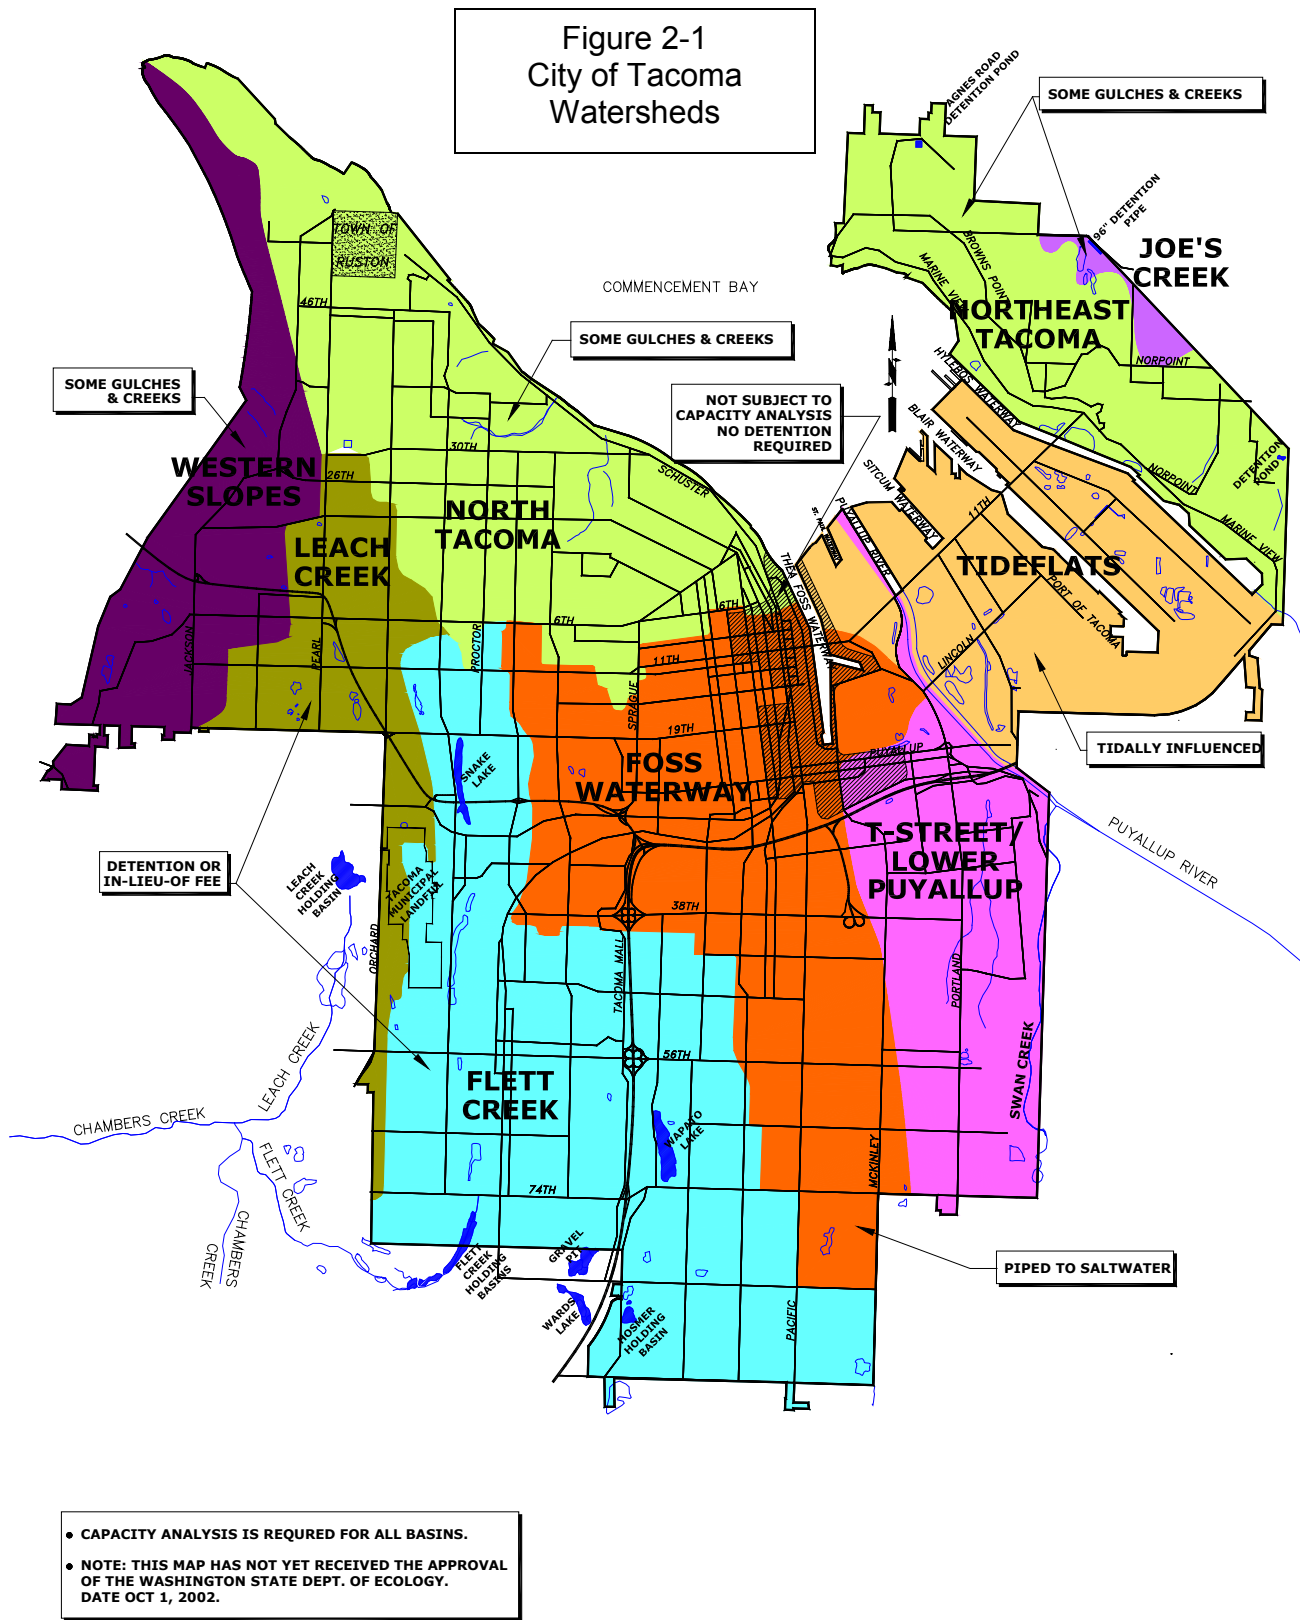 Figure 2-1
City of Tacoma
Watersheds
AGNES ROAD
DETENTION POND
SOME GULCHES & CREEKS
96" DETENTION
PIPE
JOE'S
CREEK
TOWN OF
RUSTON
COMMENCEMENT BAY
BROWNS POINT
MARINE VIEW
NORTHEAST
TACOMA
NORPOINT
46TH
SOME GULCHES & CREEKS
HYLEBOS WATERWAY
SOME GULCHES
& CREEKS
NOT SUBJECT TO
CAPACITY ANALYSIS
NO DETENTION
REQUIRED
BLAIR WATERWAY
30TH
WESTERN
SLOPES
26TH
SCHUSTER
SITCUM WATERWAY
NORPOINT
DETENTION
POND
NORTH
TACOMA
PUYALLUP RIVER
11TH
MARINE VIEW
LEACH
CREEK
THEA FOSS WATERWAY
TIDEFLATS
PORT OF TACOMA
6TH
6TH
JACKSON
PEARL
PROCTOR
11TH
LINCOLN
SPRAGUE
19TH
PUYALLUP
TIDALLY INFLUENCED
SNAKE
LAKE
FOSS
WATERWAY
T-STREET/
LOWER
PUYALLUP
PUYALLUP RIVER
DETENTION OR
IN-LIEU-OF FEE
LEACH
CREEK
HOLDING
BASIN
TACOMA
MUNICIPAL
LANDFILL
38TH
ORCHARD
TACOMA MALL
PORTLAND
LEACH CREEK
56TH
FLETT
CREEK
SWAN CREEK
CHAMBERS CREEK
WAPATO
LAKE
FLETT CREEK
MCKINLEY
74TH
CHAMBERS
CREEK
FLETT
CREEK
HOLDING
BASINS
GRAVEL
PIT
PIPED TO SALTWATER
WARDS
LAKE
HOSMER
HOLDING
BASIN
PACIFIC
• CAPACITY ANALYSIS IS REQURED FOR ALL BASINS.
• NOTE: THIS MAP HAS NOT YET RECEIVED THE APPROVAL
OF THE WASHINGTON STATE DEPT. OF ECOLOGY.
DATE OCT 1, 2002.